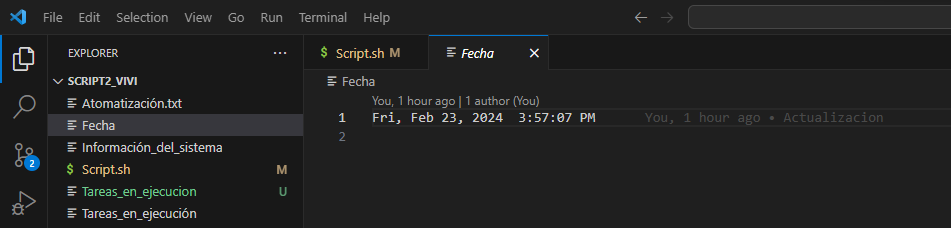 File Edit Selection View Go Run Terminal Help
EXPLORER
SCRIPT2_VIVI
Atomatización.txt
Fecha
Información_del_sistema
$ Script.sh M
Tareas_en_ejecucion U
Tareas_en_ejecución
2
$ Script.sh M
Fecha
Fecha
You, 1 hour ago | 1 author (You)
1 Fri, Feb 23, 2024 3:57:07 PM You, 1 hour ago • Actualizacion
2